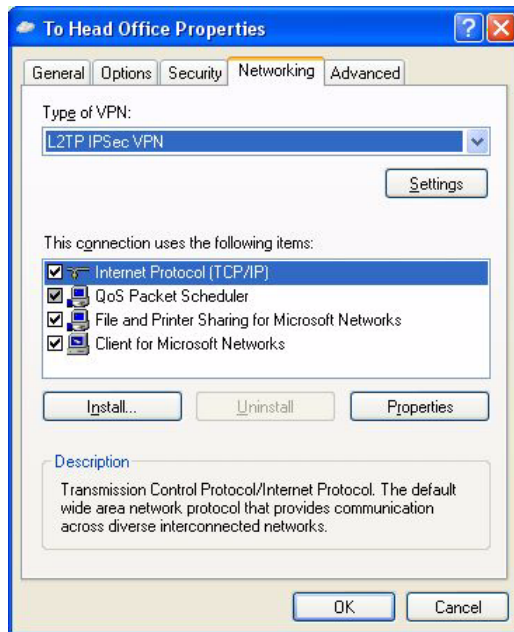 To Head Office Properties
General Options Security Networking Advanced
Type of VPN:
L2TP IPSec VPN
Settings
This connection uses the following items:
Internet Protocol (TCP/IP)
QoS Packet Scheduler
File and Printer Sharing for Microsoft Networks
Client for Microsoft Networks
Install... Uninstall Properties
Description
Transmission Control Protocol/Internet Protocol. The default
wide area network protocol that provides communication
across diverse interconnected networks.
OK Cancel